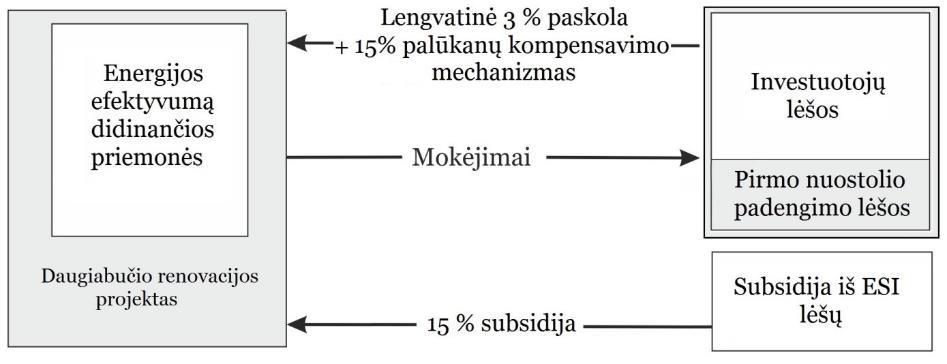 Lengvatinė 3 % paskola
+ 15% palūkanų kompensavimo
mechanizmas
Energijos
efektyvumą
didinančios
priemonės
Investuotojų
lėšos
Mokėjimai
Pirmo nuostolio
padengimo lėšos
Daugiabučio renovacijos
projektas
Subsidija iš ESI
lėšų
15 % subsidija